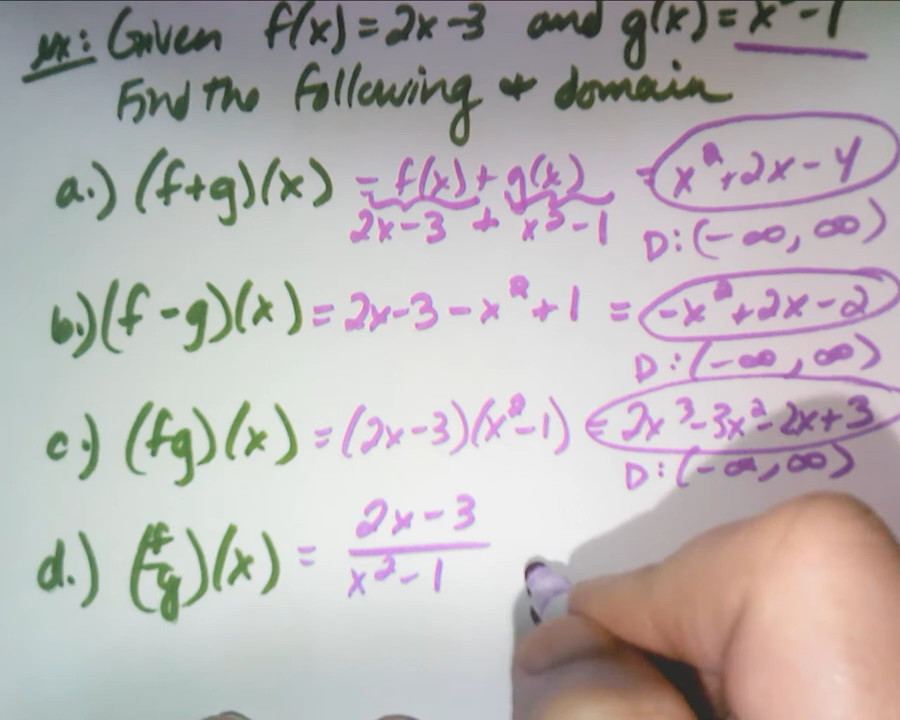 ex: Given f(x) = 2x - 3 and g(x) = x² - 1
Find the following & domain
a.) (f+g)(x) = f(x) + g(x) = x² + 2x - 4
2x - 3 + x² - 1 D: (-∞, ∞)
b.) (f - g)(x) = 2x - 3 - x² + 1 = -x² + 2x - 2
D: (-∞, ∞)
c.) (fg)(x) = (2x - 3)(x² - 1) = 2x³ - 3x² - 2x + 3
D: (-∞, ∞)
d.) (f/g)(x) = 2x - 3
x² - 1